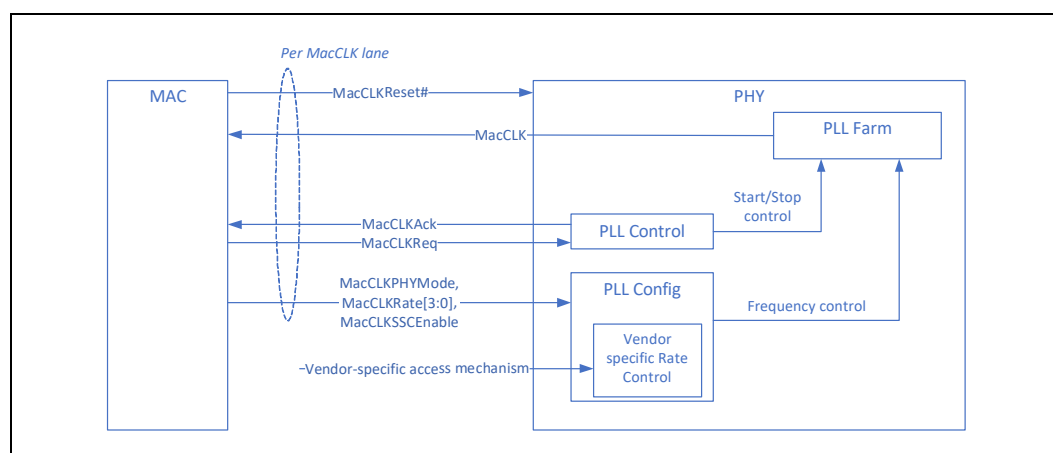 Per MacCLK lane
MAC
MacCLKReset#
PHY
MacCLK
PLL Farm
Start/Stop
control
MacCLKAck
MacCLKReq
PLL Control
MacCLKPHYMode,
MacCLKRate[3:0],
MacCLKSSCEnable
PLL Config
Frequency control
Vendor
specific Rate
Control
Vendor-specific access mechanism